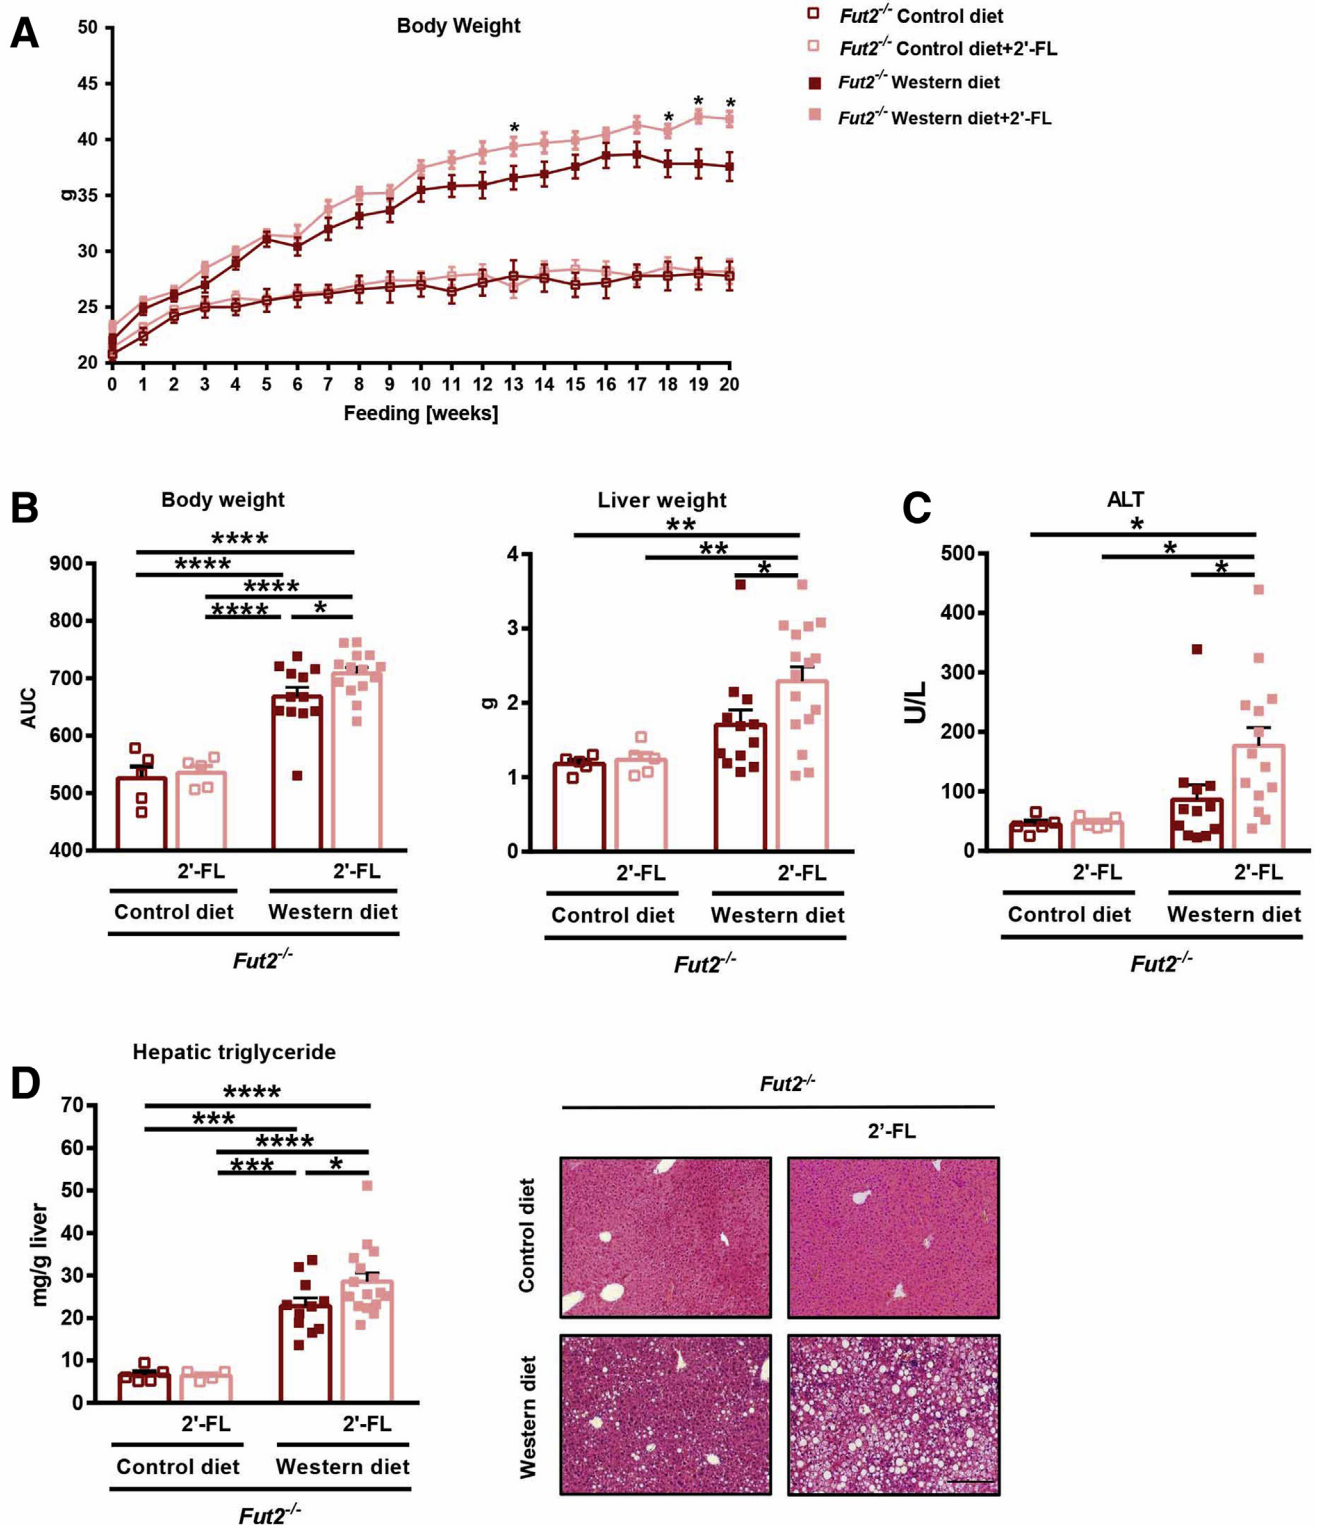 A
Body Weight
Fut2-/- Control diet
Fut2-/- Control diet+2'-FL
Fut2-/- Western diet
Fut2-/- Western diet+2'-FL
50
45
40
35
30
25
20
g
* * * *
0 1 2 3 4 5 6 7 8 9 10 11 12 13 14 15 16 17 18 19 20
Feeding [weeks]
B
Body weight
****
****
****
**** *
900
800
700
600
500
400
AUC
2'-FL 2'-FL
Control diet Western diet
Fut2-/-
Liver weight
**
**
*
4
3
2
1
0
g
2'-FL 2'-FL
Control diet Western diet
Fut2-/-
C
ALT
*
*
*
500
400
300
200
100
0
U/L
2'-FL 2'-FL
Control diet Western diet
Fut2-/-
D
Hepatic triglyceride
****
***
****
*** *
70
60
50
40
30
20
10
0
mg/g liver
2'-FL 2'-FL
Control diet Western diet
Fut2-/-
Fut2-/-
2'-FL
Control diet
Western diet